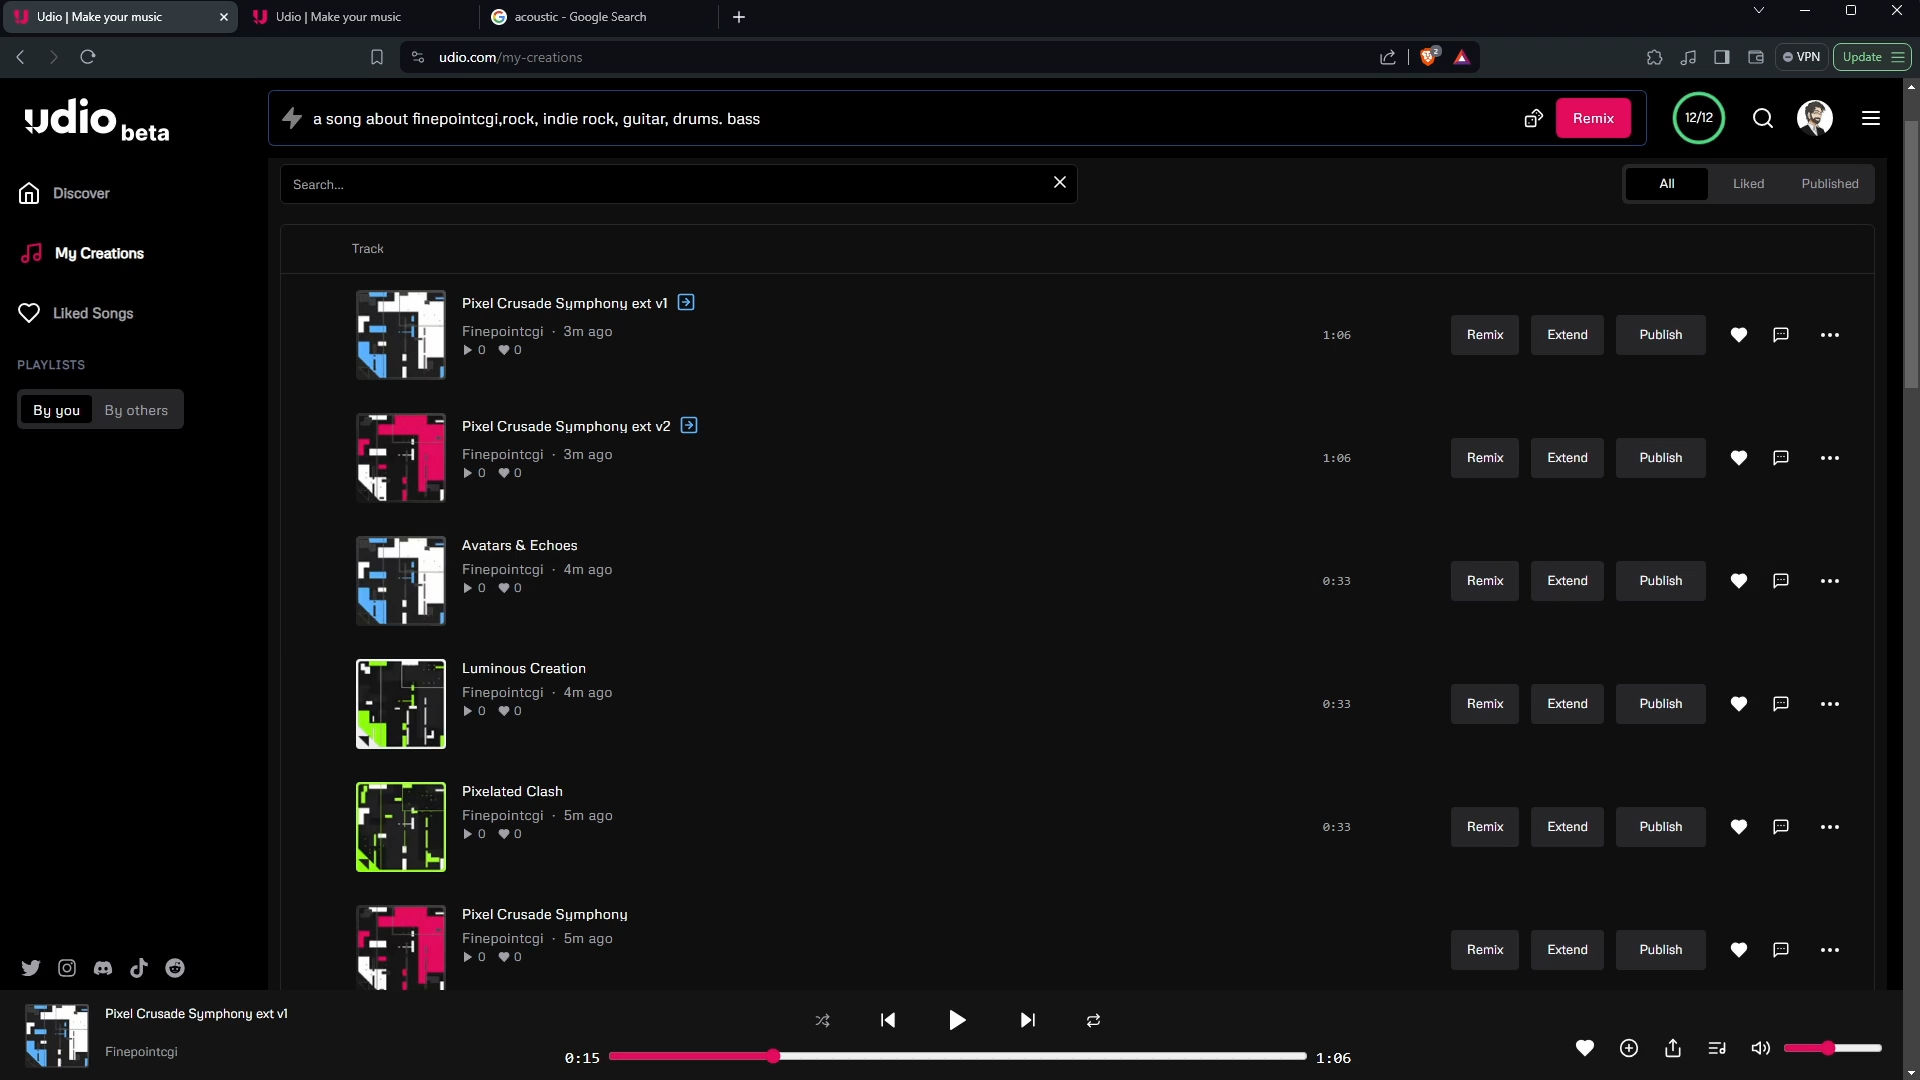 Udio | Make your music
Udio | Make your music
acoustic - Google Search
udio.com/my-creations
2
VPN
Update
udio beta
a song about finepointcgi,rock, indie rock, guitar, drums. bass
Remix
12/12
Discover
My Creations
Liked Songs
PLAYLISTS
By you
By others
Search...
All
Liked
Published
Track
Pixel Crusade Symphony ext v1
Finepointcgi · 3m ago
0 0
1:06
Remix
Extend
Publish
Pixel Crusade Symphony ext v2
Finepointcgi · 3m ago
0 0
1:06
Remix
Extend
Publish
Avatars & Echoes
Finepointcgi · 4m ago
0 0
0:33
Remix
Extend
Publish
Luminous Creation
Finepointcgi · 4m ago
0 0
0:33
Remix
Extend
Publish
Pixelated Clash
Finepointcgi · 5m ago
0 0
0:33
Remix
Extend
Publish
Pixel Crusade Symphony
Finepointcgi · 5m ago
0 0
Remix
Extend
Publish
Pixel Crusade Symphony ext v1
Finepointcgi
0:15
1:06